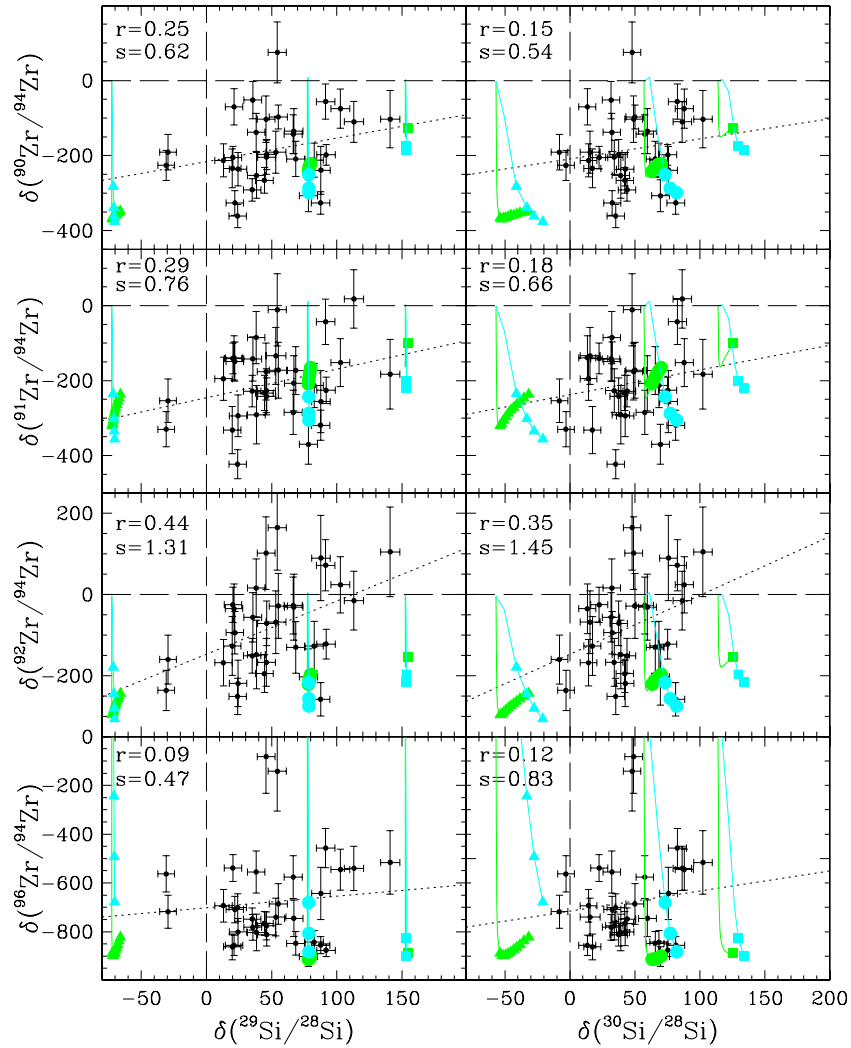 r=0.25
s=0.62
r=0.15
s=0.54
0
−200
−400
δ(⁹⁰Zr/⁹⁴Zr)
r=0.29
s=0.76
r=0.18
s=0.66
0
−200
−400
δ(⁹¹Zr/⁹⁴Zr)
r=0.44
s=1.31
r=0.35
s=1.45
200
0
−200
δ(⁹²Zr/⁹⁴Zr)
r=0.09
s=0.47
r=0.12
s=0.83
0
−200
−400
−600
−800
δ(⁹⁶Zr/⁹⁴Zr)
−50 0 50 100 150
−50 0 50 100 150 200
δ(²⁹Si/²⁸Si)
δ(³⁰Si/²⁸Si)